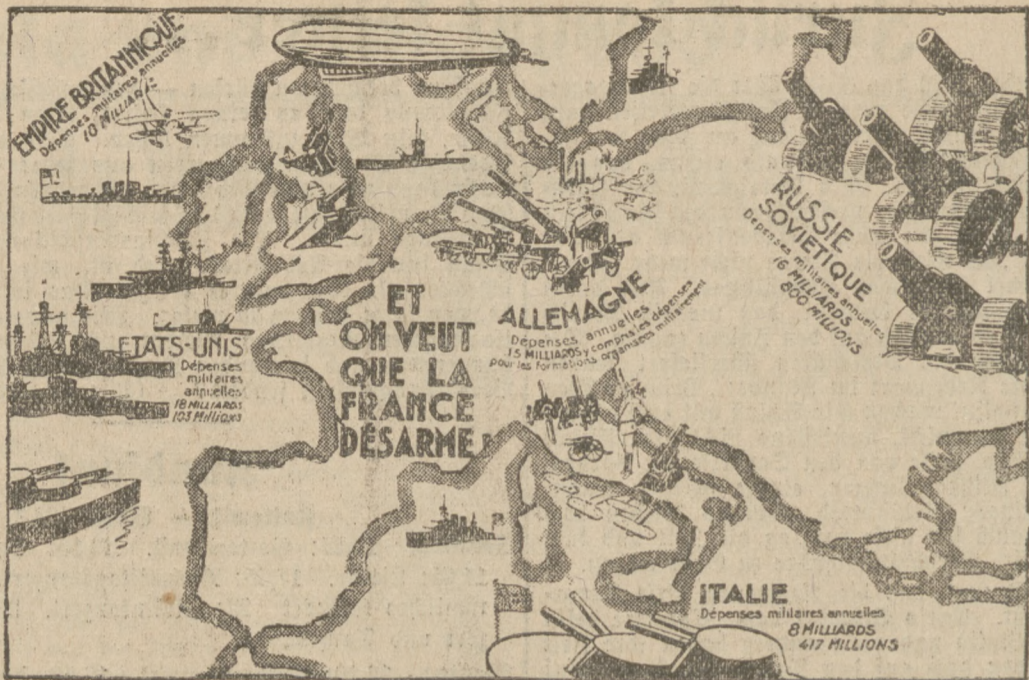 EMPIRE BRITANNIQUE
Dépenses militaires annuelles
10 MILLIARDS
RUSSIE
SOVIÉTIQUE
Dépenses militaires annuelles
16 MILLIARDS
800 MILLIONS
ET
ON VEUT
QUE LA
FRANCE
DÉSARME!
ALLEMAGNE
Dépenses annuelles
15 MILLIARDS y compris les dépenses
pour les formations organisées militairement
ETATS-UNIS
Dépenses
militaires
annuelles
18 MILLIARDS
103 MILLIONS
ITALIE
Dépenses militaires annuelles
8 MILLIARDS
417 MILLIONS